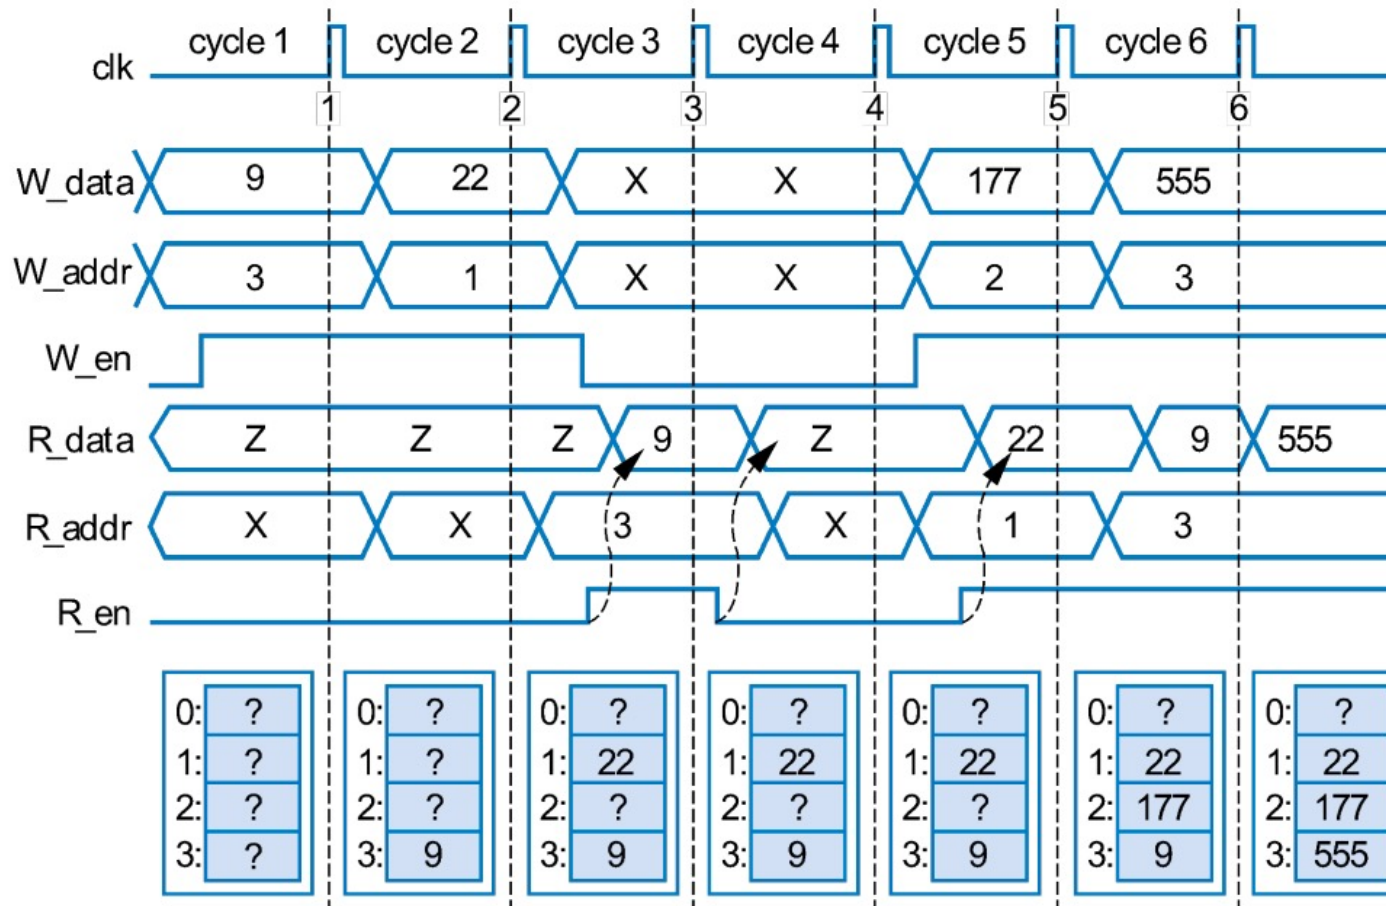 cycle 1 cycle 2 cycle 3 cycle 4 cycle 5 cycle 6
clk
1 2 3 4 5 6
W_data 9 22 X X 177 555
W_addr 3 1 X X 2 3
W_en
R_data Z Z Z 9 Z 22 9 555
R_addr X X 3 X 1 3
R_en
0: ? 0: ? 0: ? 0: ? 0: ? 0: ? 0: ?
1: ? 1: ? 1: 22 1: 22 1: 22 1: 22 1: 22
2: ? 2: ? 2: ? 2: ? 2: ? 2: 177 2: 177
3: ? 3: 9 3: 9 3: 9 3: 9 3: 9 3: 555